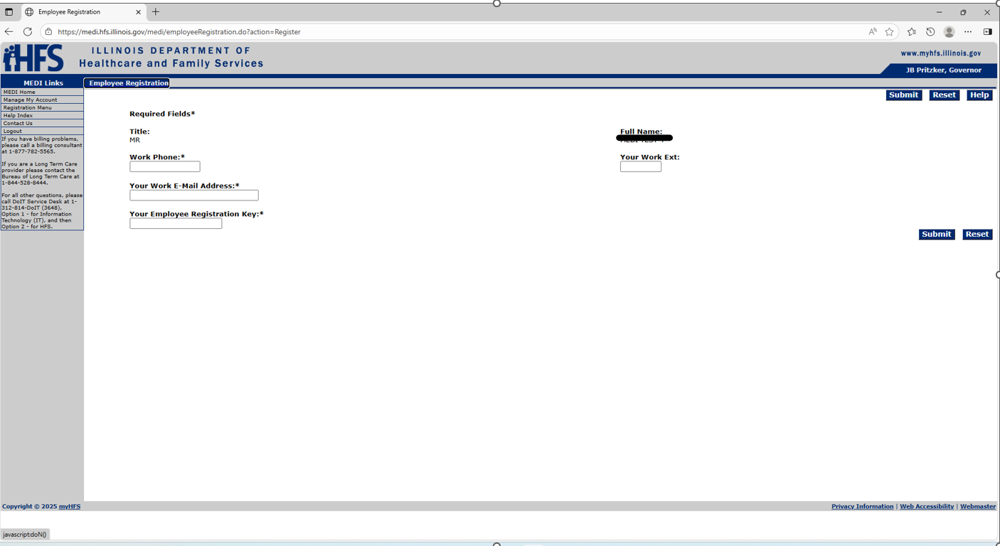 Employee Registration
https://medi.hfs.illinois.gov/medi/employeeRegistration.do?action=Register
HFS
ILLINOIS DEPARTMENT OF
Healthcare and Family Services
www.myhfs.illinois.gov
JB Pritzker, Governor
MEDI Links
Employee Registration
MEDI Home
Manage My Account
Registration Menu
Help Index
Contact Us
Logout
If you have billing problems,
please call a billing consultant
at 1-877-782-5565.
If you are a Long Term Care
provider please contact the
Bureau of Long Term Care at
1-844-528-8444.
For all other questions, please
call DoIT Service Desk at 1-
312-814-DoIT (3648),
Option 1 - for Information
Technology (IT), and then
Option 2 - for HFS.
Submit Reset Help
Required Fields*
Title: Full Name:
MR
Work Phone:* Your Work Ext:
Your Work E-Mail Address:*
Your Employee Registration Key:*
Submit Reset
Copyright © 2025 myHFS
Privacy Information | Web Accessibility | Webmaster
javascript:doN()